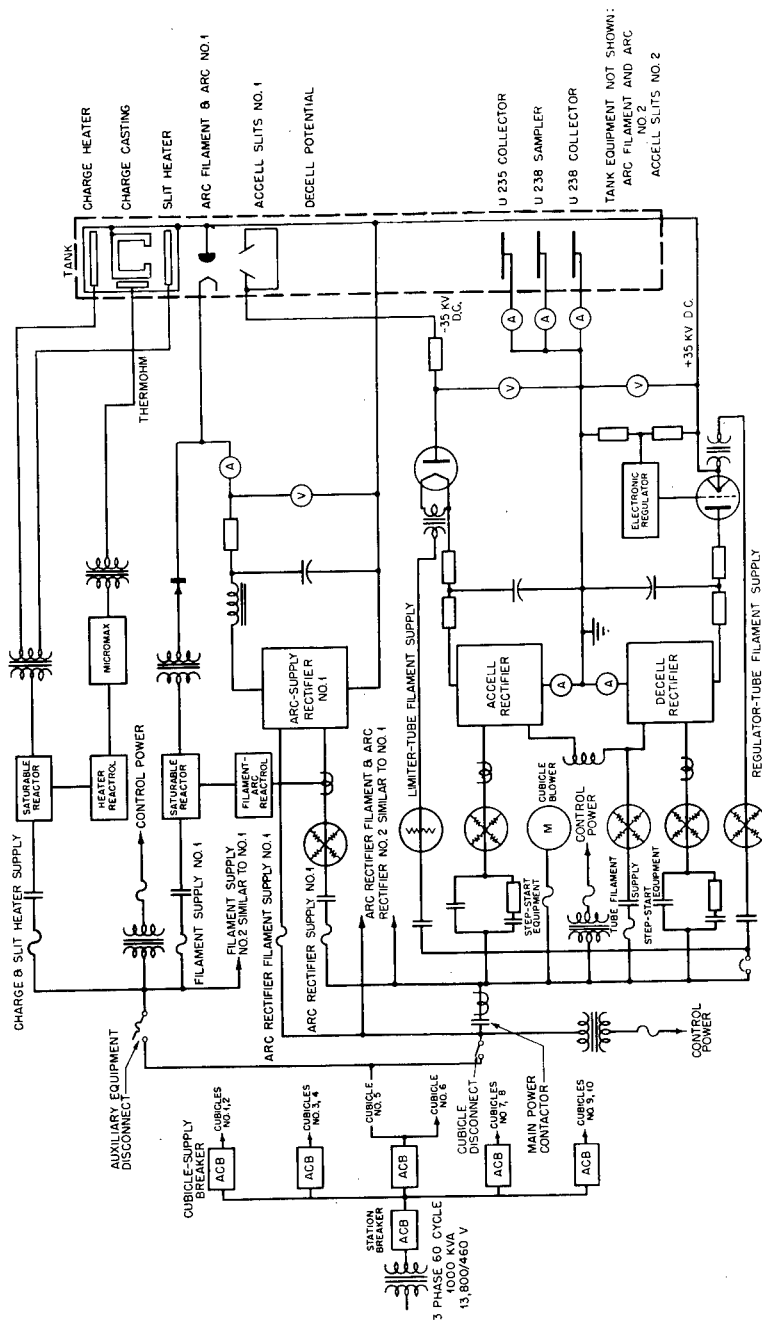 TANK
CHARGE HEATER
CHARGE CASTING
SLIT HEATER
ARC FILAMENT & ARC NO.1
ACCELL SLITS NO. 1
DECELL POTENTIAL
U 235 COLLECTOR
U 238 SAMPLER
U 238 COLLECTOR
TANK EQUIPMENT NOT SHOWN:
ARC FILAMENT AND ARC
NO. 2
ACCELL SLITS NO. 2
THERMOHM
-35 KV
D.C.
+35 KV D.C.
A
A
A
A
V
V
V
MICROMAX
ELECTRONIC
REGULATOR
SATURABLE
REACTOR
HEATER
REACTROL
CONTROL POWER
SATURABLE
REACTOR
FILAMENT-
ARC
REACTROL
ARC-SUPPLY
RECTIFIER
NO.1
LIMITER-TUBE FILAMENT SUPPLY
ACCELL
RECTIFIER
A
A
DECELL
RECTIFIER
REGULATOR-TUBE FILAMENT SUPPLY
CHARGE & SLIT HEATER SUPPLY
FILAMENT SUPPLY NO.1
FILAMENT SUPPLY
NO.2 SIMILAR TO NO.1
ARC RECTIFIER FILAMENT SUPPLY NO.1
ARC RECTIFIER SUPPLY NO.1
ARC RECTIFIER FILAMENT & ARC
RECTIFIER NO. 2 SIMILAR TO NO. 1
STEP-START
EQUIPMENT
M
CUBICLE
BLOWER
CONTROL
POWER
TUBE FILAMENT
SUPPLY
STEP-START
EQUIPMENT
CONTROL
POWER
AUXILIARY EQUIPMENT
DISCONNECT
CUBICLE
DISCONNECT
MAIN POWER
CONTACTOR
CUBICLE-SUPPLY
BREAKER
ACB
CUBICLES
NO. 1, 2
ACB
CUBICLES
NO. 3, 4
ACB
CUBICLE
NO. 5
CUBICLE
NO. 6
ACB
CUBICLES
NO 7, 8
ACB
CUBICLES
NO. 9, 10
STATION
BREAKER
ACB
3 PHASE 60 CYCLE
1000 KVA
13,800/460 V